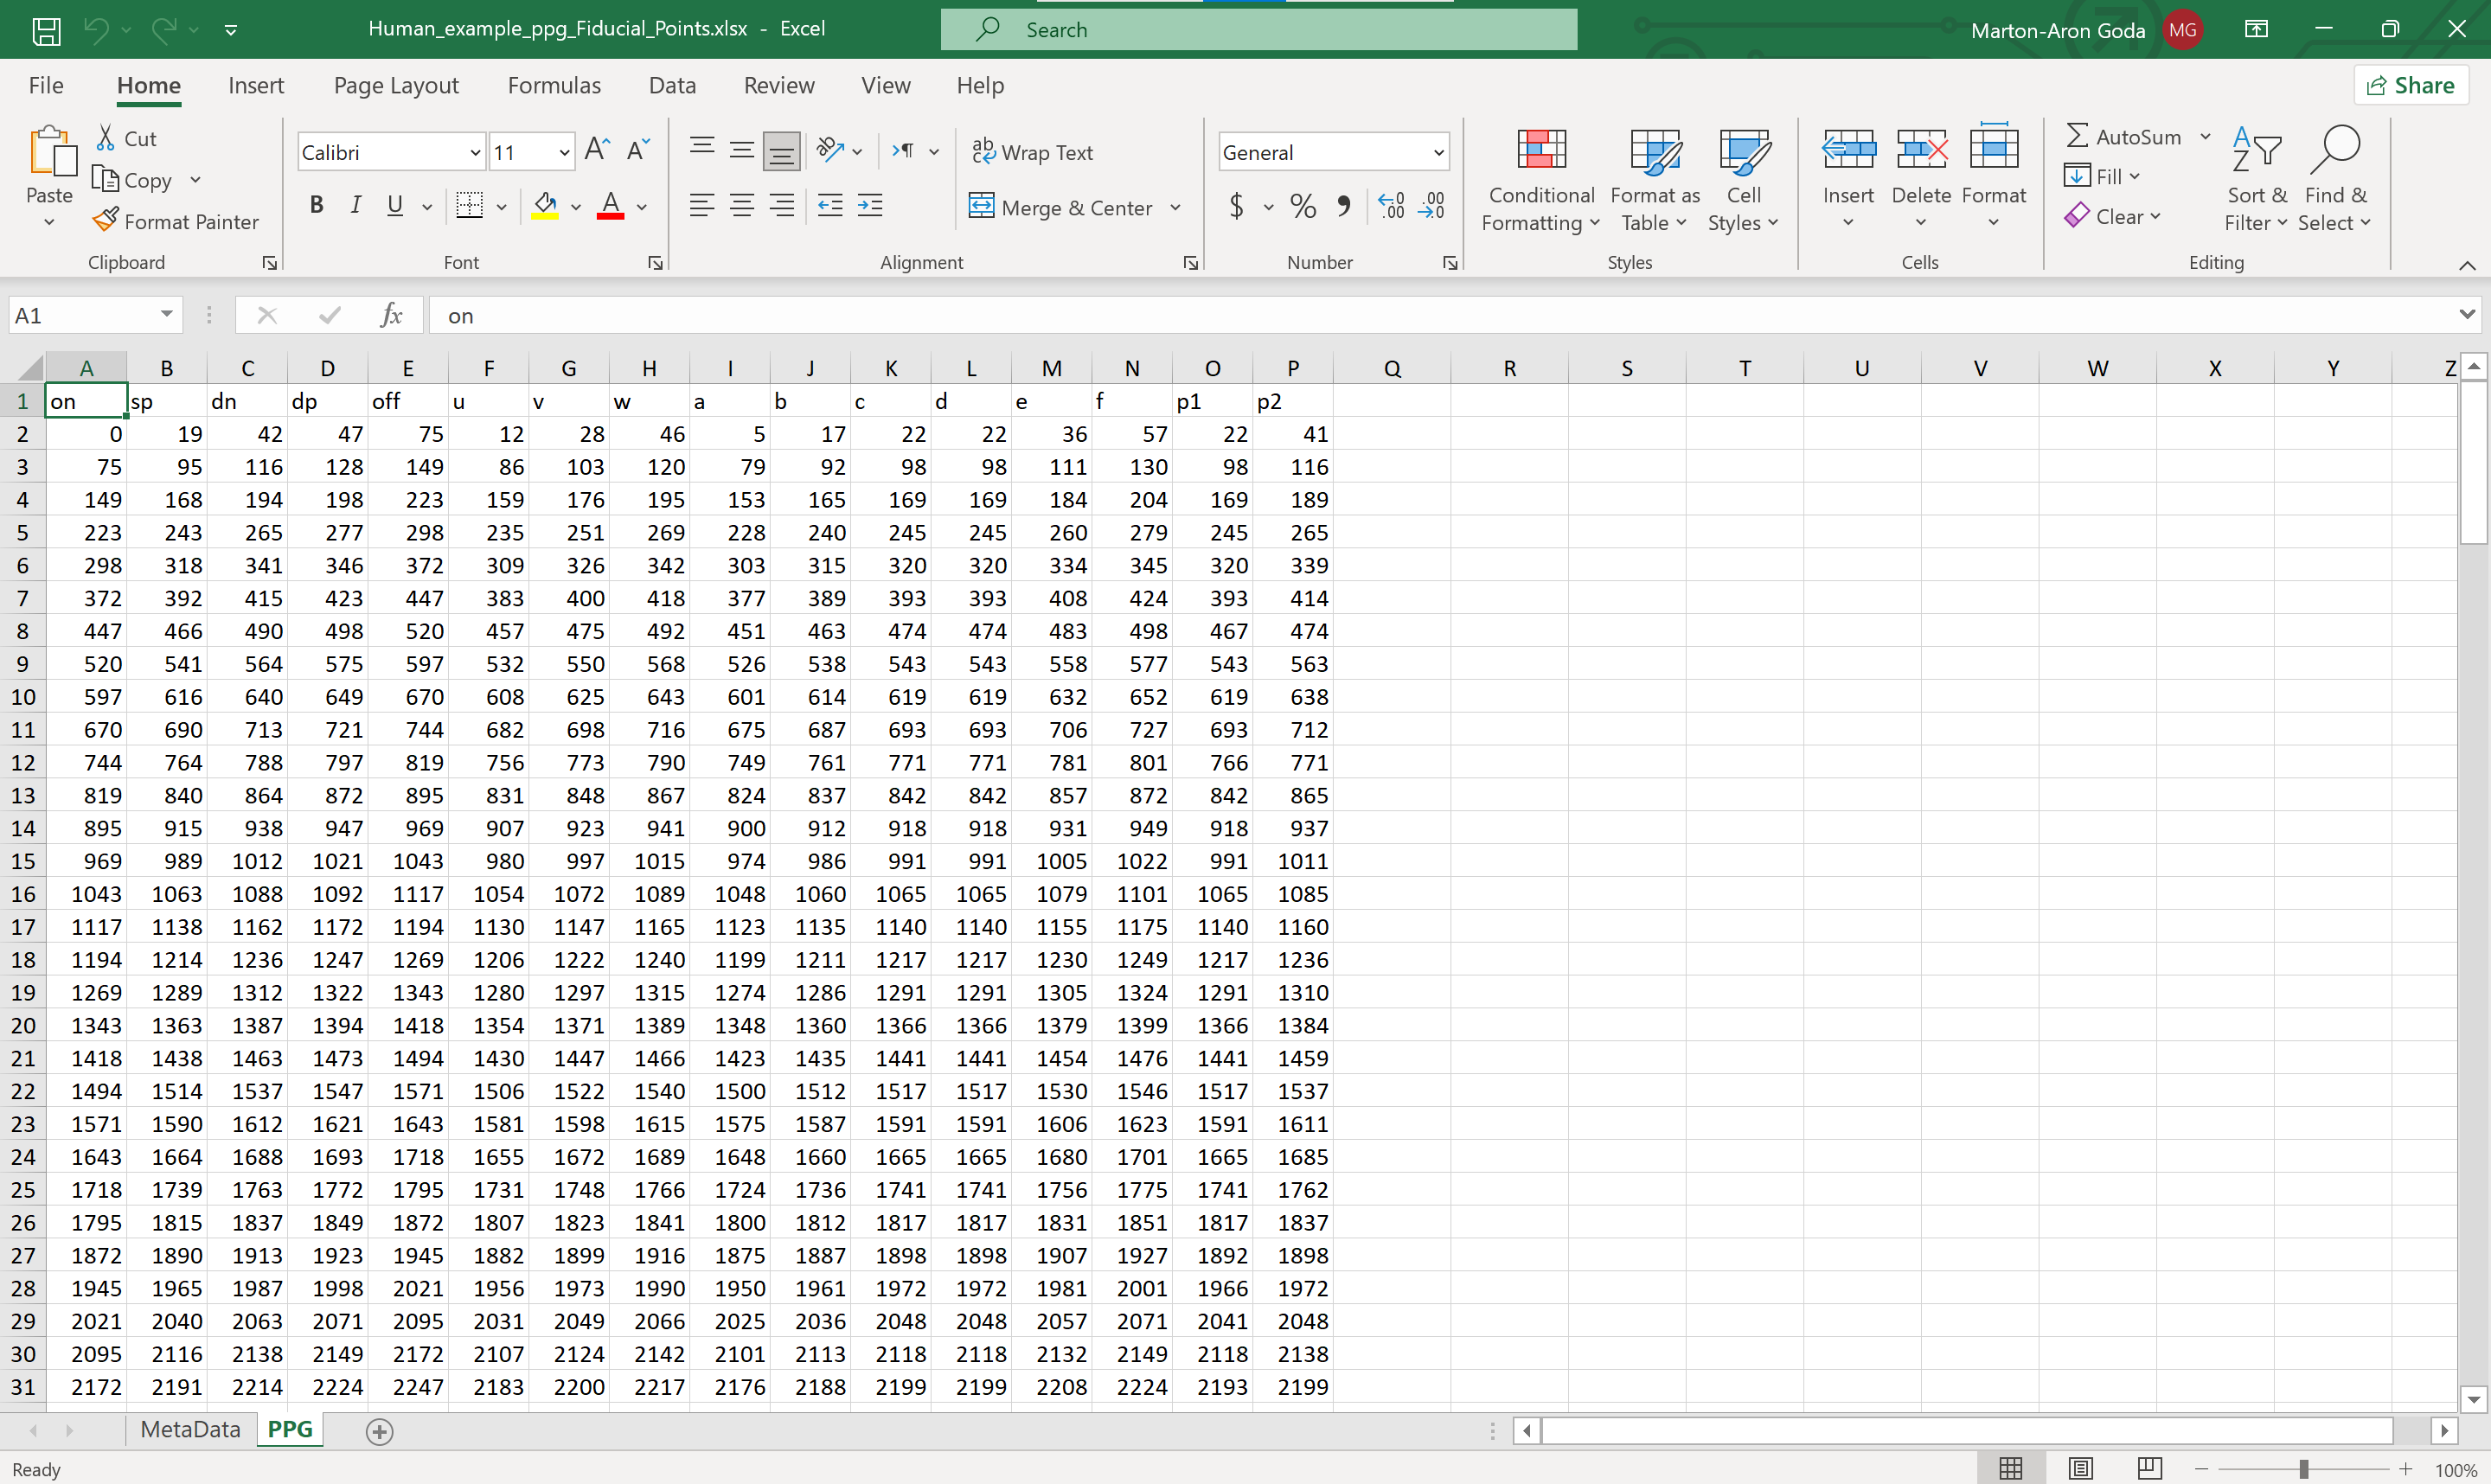 Human_example_ppg_Fiducial_Points.xlsx - Excel
Search
Marton-Aron Goda MG
File Home Insert Page Layout Formulas Data Review View Help Share
Paste
Cut
Copy
Format Painter
Clipboard
Calibri 11
B I U A
Font
Wrap Text
Merge & Center
Alignment
General
$ %
Number
Conditional Formatting
Format as Table
Cell Styles
Styles
Insert Delete Format
Cells
AutoSum
Fill
Clear
Sort & Filter
Find & Select
Editing
A1 fx on
A B C D E F G H I J K L M N O P Q R S T U V W X Y Z
1 on sp dn dp off u v w a b c d e f p1 p2
2 0 19 42 47 75 12 28 46 5 17 22 22 36 57 22 41
3 75 95 116 128 149 86 103 120 79 92 98 98 111 130 98 116
4 149 168 194 198 223 159 176 195 153 165 169 169 184 204 169 189
5 223 243 265 277 298 235 251 269 228 240 245 245 260 279 245 265
6 298 318 341 346 372 309 326 342 303 315 320 320 334 345 320 339
7 372 392 415 423 447 383 400 418 377 389 393 393 408 424 393 414
8 447 466 490 498 520 457 475 492 451 463 474 474 483 498 467 474
9 520 541 564 575 597 532 550 568 526 538 543 543 558 577 543 563
10 597 616 640 649 670 608 625 643 601 614 619 619 632 652 619 638
11 670 690 713 721 744 682 698 716 675 687 693 693 706 727 693 712
12 744 764 788 797 819 756 773 790 749 761 771 771 781 801 766 771
13 819 840 864 872 895 831 848 867 824 837 842 842 857 872 842 865
14 895 915 938 947 969 907 923 941 900 912 918 918 931 949 918 937
15 969 989 1012 1021 1043 980 997 1015 974 986 991 991 1005 1022 991 1011
16 1043 1063 1088 1092 1117 1054 1072 1089 1048 1060 1065 1065 1079 1101 1065 1085
17 1117 1138 1162 1172 1194 1130 1147 1165 1123 1135 1140 1140 1155 1175 1140 1160
18 1194 1214 1236 1247 1269 1206 1222 1240 1199 1211 1217 1217 1230 1249 1217 1236
19 1269 1289 1312 1322 1343 1280 1297 1315 1274 1286 1291 1291 1305 1324 1291 1310
20 1343 1363 1387 1394 1418 1354 1371 1389 1348 1360 1366 1366 1379 1399 1366 1384
21 1418 1438 1463 1473 1494 1430 1447 1466 1423 1435 1441 1441 1454 1476 1441 1459
22 1494 1514 1537 1547 1571 1506 1522 1540 1500 1512 1517 1517 1530 1546 1517 1537
23 1571 1590 1612 1621 1643 1581 1598 1615 1575 1587 1591 1591 1606 1623 1591 1611
24 1643 1664 1688 1693 1718 1655 1672 1689 1648 1660 1665 1665 1680 1701 1665 1685
25 1718 1739 1763 1772 1795 1731 1748 1766 1724 1736 1741 1741 1756 1775 1741 1762
26 1795 1815 1837 1849 1872 1807 1823 1841 1800 1812 1817 1817 1831 1851 1817 1837
27 1872 1890 1913 1923 1945 1882 1899 1916 1875 1887 1898 1898 1907 1927 1892 1898
28 1945 1965 1987 1998 2021 1956 1973 1990 1950 1961 1972 1972 1981 2001 1966 1972
29 2021 2040 2063 2071 2095 2031 2049 2066 2025 2036 2048 2048 2057 2071 2041 2048
30 2095 2116 2138 2149 2172 2107 2124 2142 2101 2113 2118 2118 2132 2149 2118 2138
31 2172 2191 2214 2224 2247 2183 2200 2217 2176 2188 2199 2199 2208 2224 2193 2199
MetaData PPG
Ready 100%